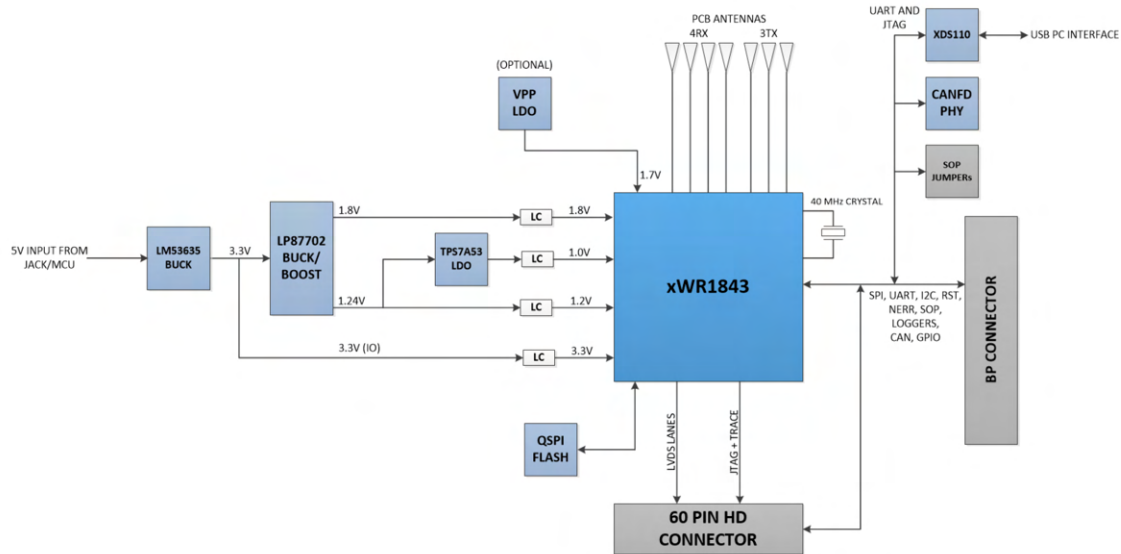 PCB ANTENNAS
4RX
3TX
UART AND
JTAG
XDS110
USB PC INTERFACE
(OPTIONAL)
VPP
LDO
1.7V
CANFD
PHY
SOP
JUMPERs
5V INPUT FROM
JACK/MCU
LMS3635
BUCK
3.3V
LP87702
BUCK/
BOOST
1.8V
LC
1.8V
TPS7A53
LDO
LC
1.0V
1.24V
LC
1.2V
3.3V (IO)
LC
3.3V
xWR1843
40 MHz CRYSTAL
SPI, UART, I2C, RST,
NERR, SOP,
LOGGERS,
CAN, GPIO
BP CONNECTOR
QSPI
FLASH
LVDS LANES
JTAG + TRACE
60 PIN HD
CONNECTOR